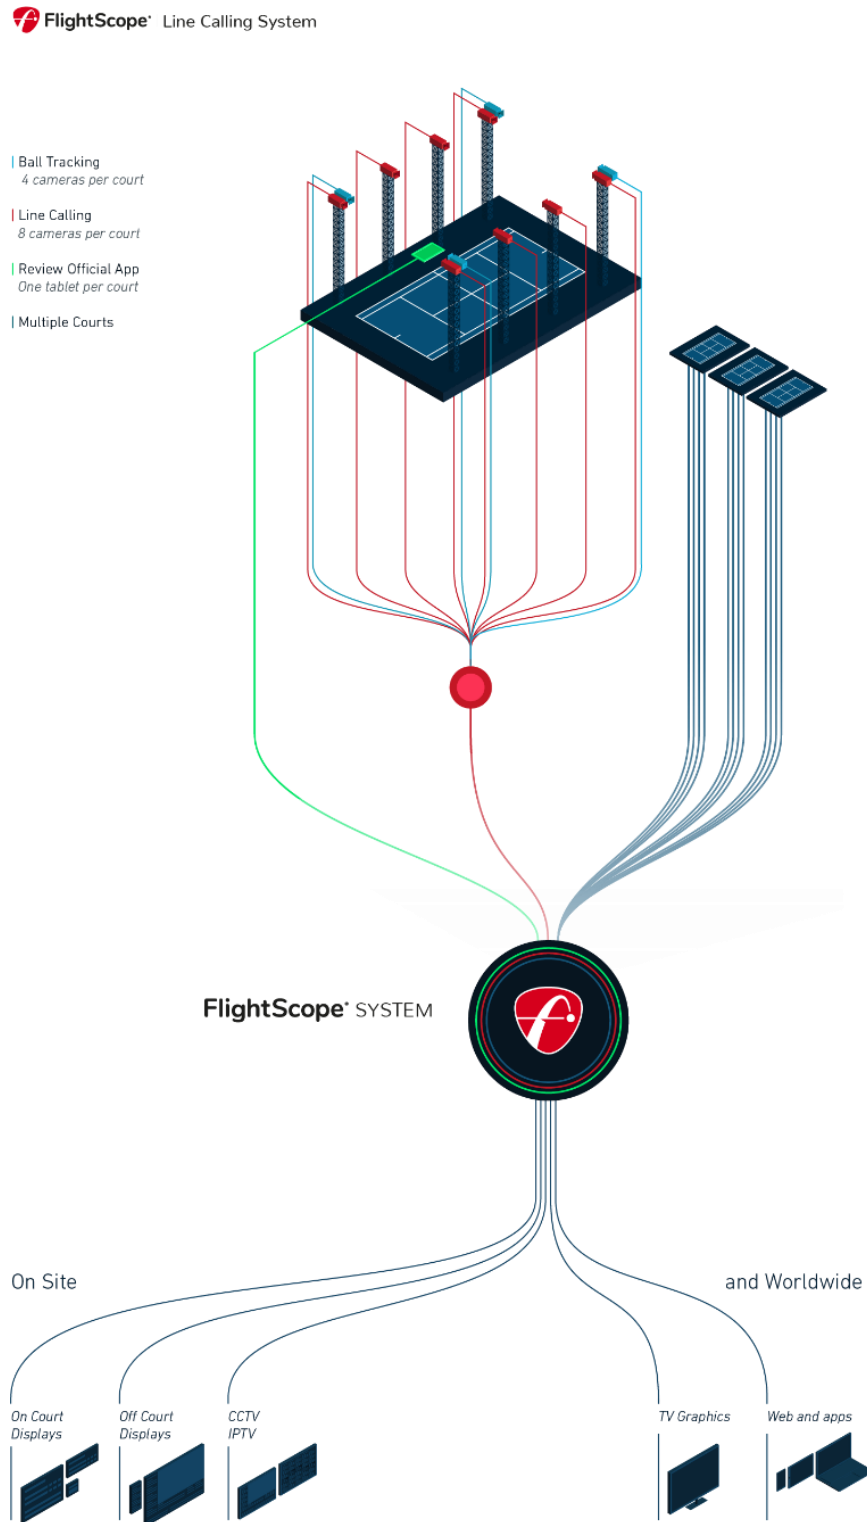 FlightScope® Line Calling System
Ball Tracking
4 cameras per court
Line Calling
8 cameras per court
Review Official App
One tablet per court
Multiple Courts
FlightScope® SYSTEM
On Site
and Worldwide
On Court
Displays
Off Court
Displays
CCTV
IPTV
TV Graphics
Web and apps